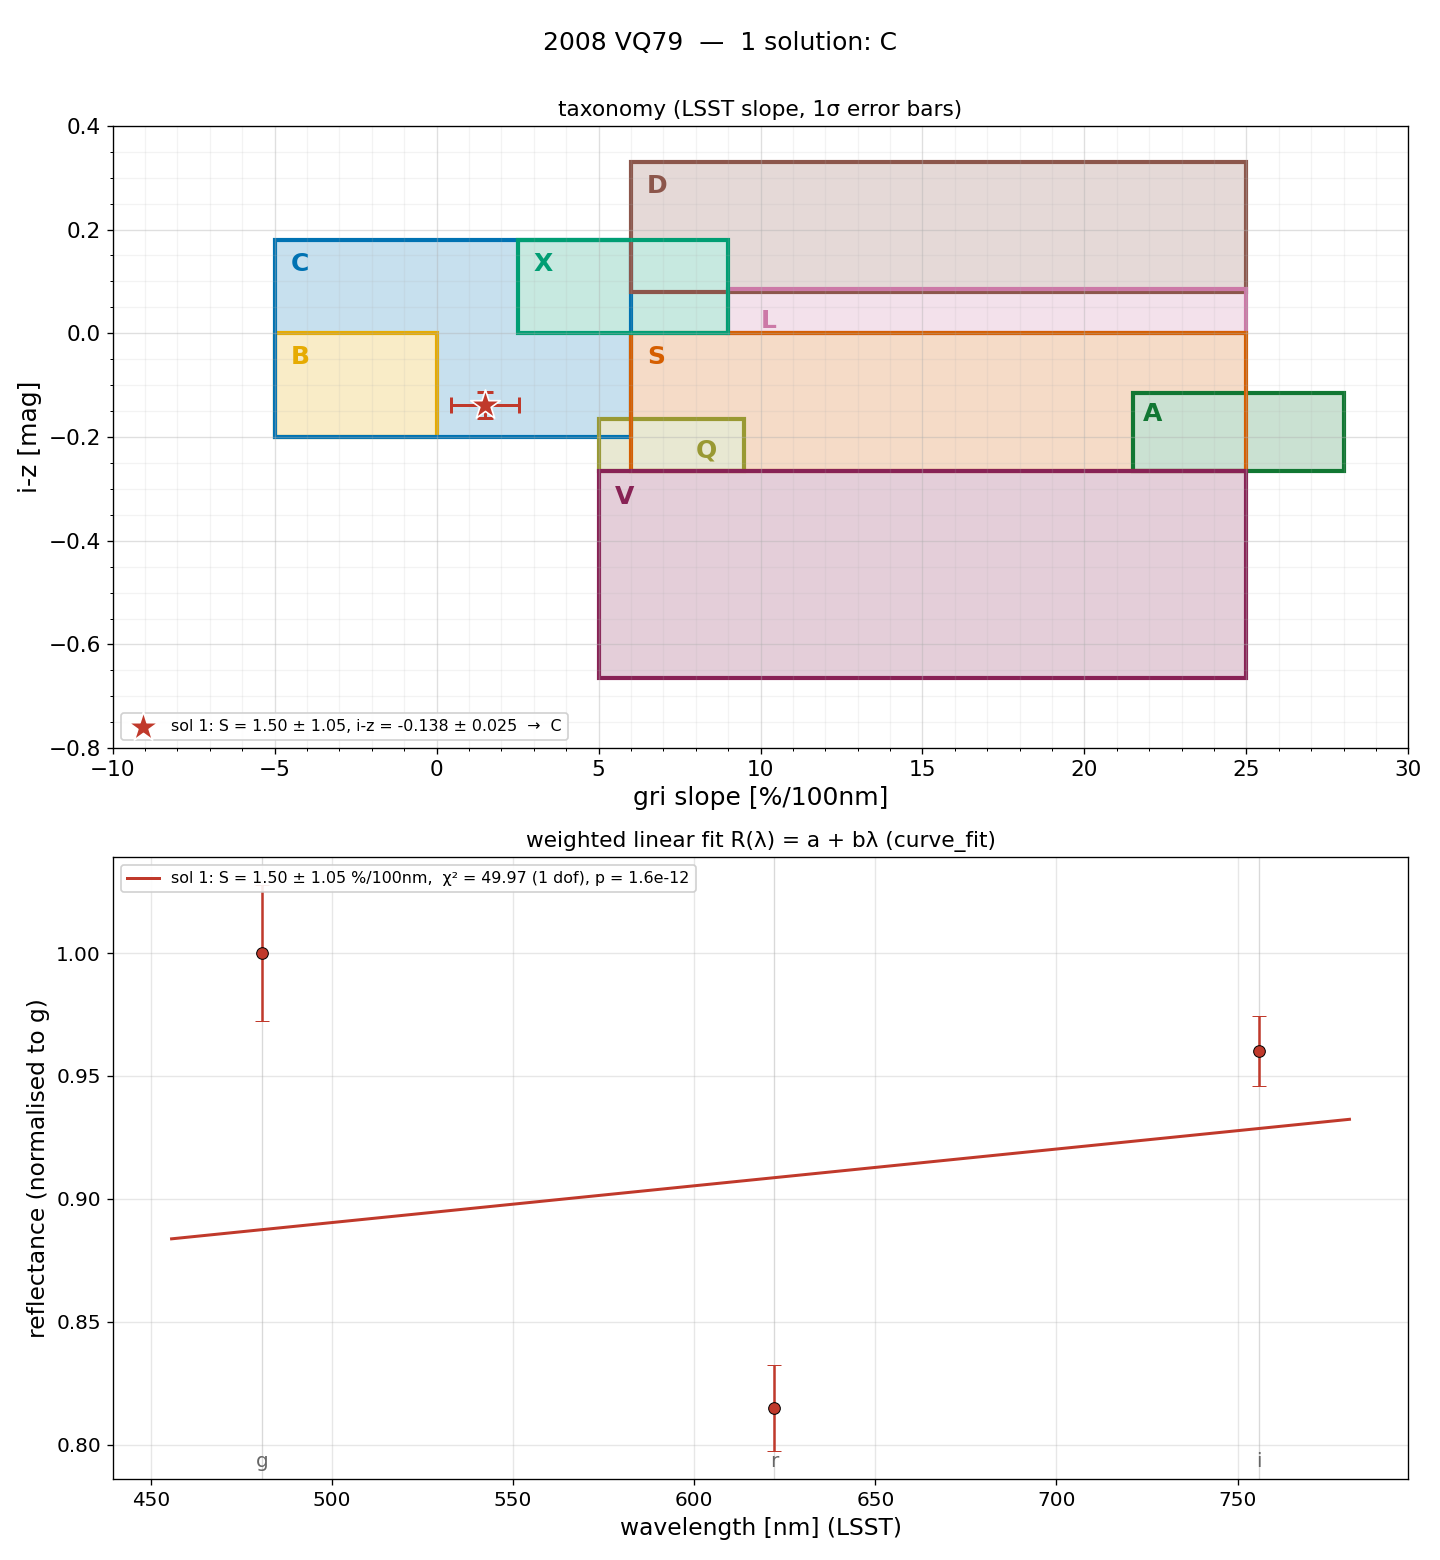 2008 VQ79 — 1 solution: C
taxonomy (LSST slope, 1σ error bars)
0.4
0.2
0.0
−0.2
−0.4
−0.6
−0.8
i-z [mag]
D
C
X
L
B
S
A
Q
V
sol 1: S = 1.50 ± 1.05, i-z = -0.138 ± 0.025 → C
−10
−5
0
5
10
15
20
25
30
gri slope [%/100nm]
weighted linear fit R(λ) = a + bλ (curve_fit)
sol 1: S = 1.50 ± 1.05 %/100nm, χ² = 49.97 (1 dof), p = 1.6e-12
1.00
0.95
0.90
0.85
0.80
reflectance (normalised to g)
g
r
i
450
500
550
600
650
700
750
wavelength [nm] (LSST)